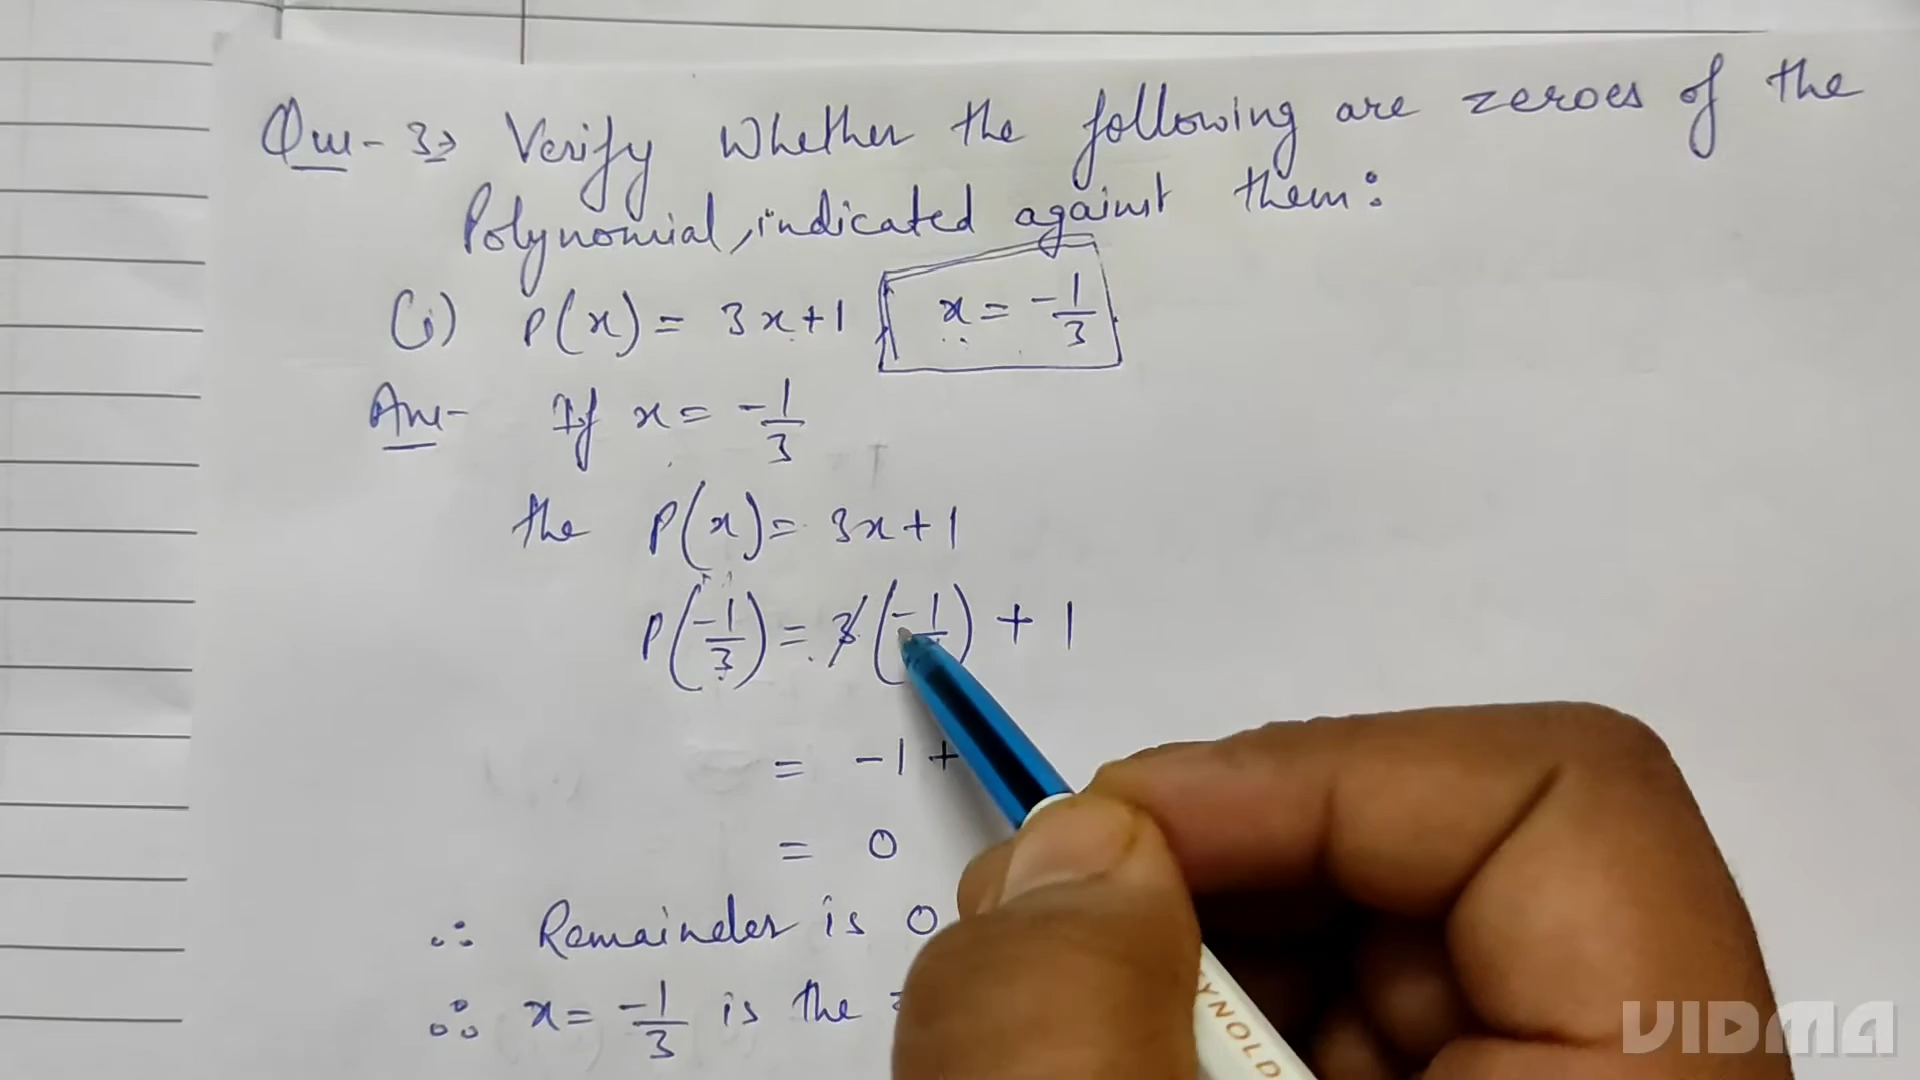 Que-3⇒ Verify Whether the following are zeroes of the
Polynomial, indicated against them:
(i) P(x) = 3x+1 x = -1/3
Ans- If x = -1/3
the P(x) = 3x+1
P(-1/3) = 3(-1/ ) + 1
= -1 +
= 0
∴ Remainder is 0
∴ x = -1/3 is the
YNOLD
VIDMA